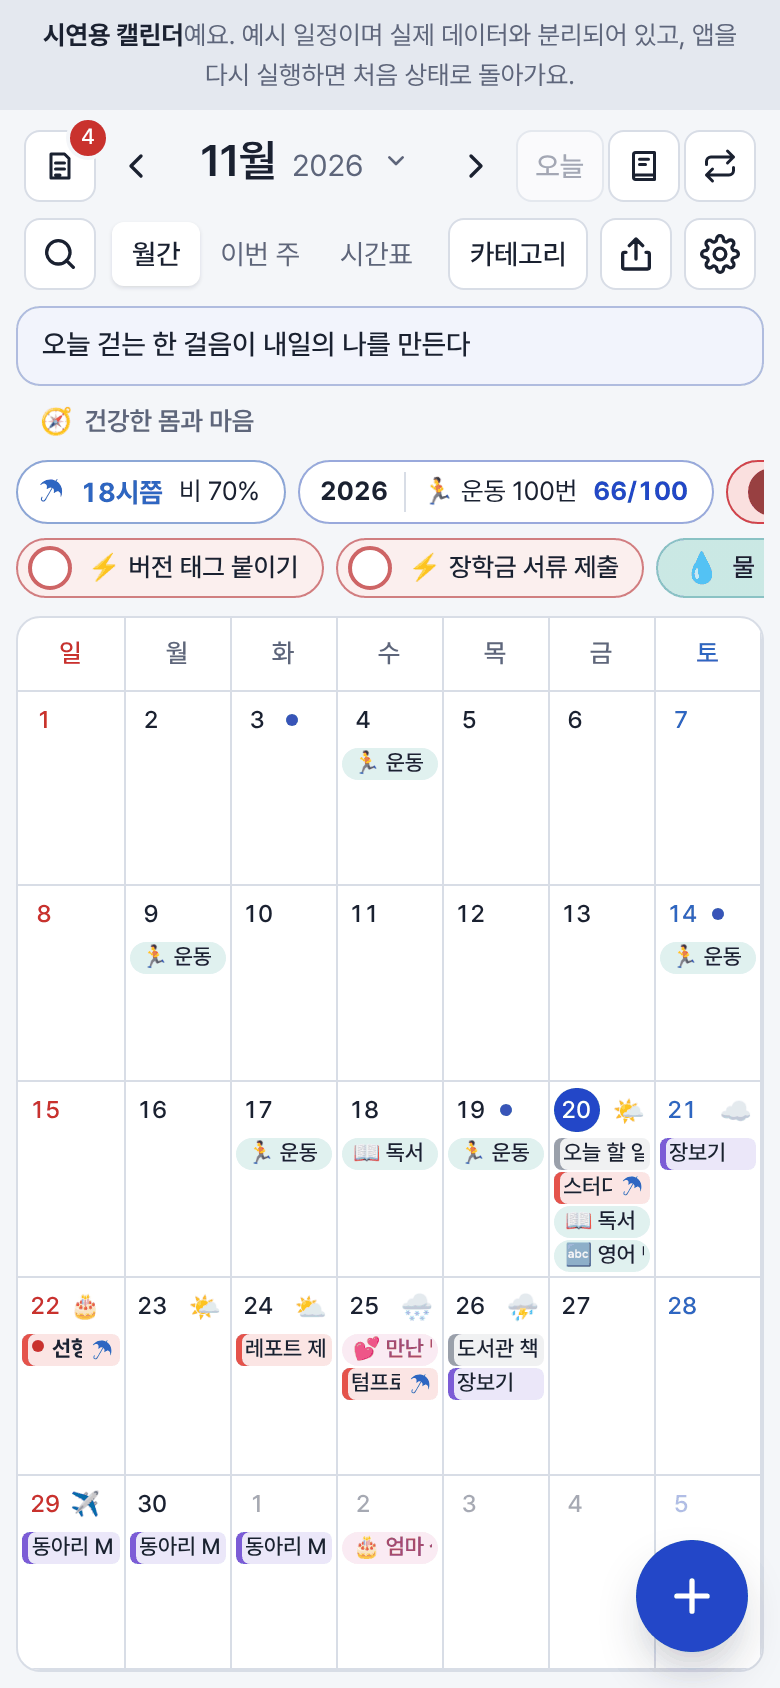 시연용 캘린더예요. 예시 일정이며 실제 데이터와 분리되어 있고, 앱을
다시 실행하면 처음 상태로 돌아가요.
4
11월 2026
오늘
월간 이번 주 시간표 카테고리
오늘 걷는 한 걸음이 내일의 나를 만든다
건강한 몸과 마음
18시쯤 비 70% 2026 운동 100번 66/100
버전 태그 붙이기 장학금 서류 제출 물
일 월 화 수 목 금 토
1 2 3 4 5 6 7
운동
8 9 10 11 12 13 14
운동 운동
15 16 17 18 19 20 21
운동 독서 운동 오늘 할 장보기
독서
abc 영어
22 23 24 25 26 27 28
레포트 제 만난 도서관 책
장보기
29 30 1 2 3 4 5
동아리 M 동아리 M 동아리 M 엄마